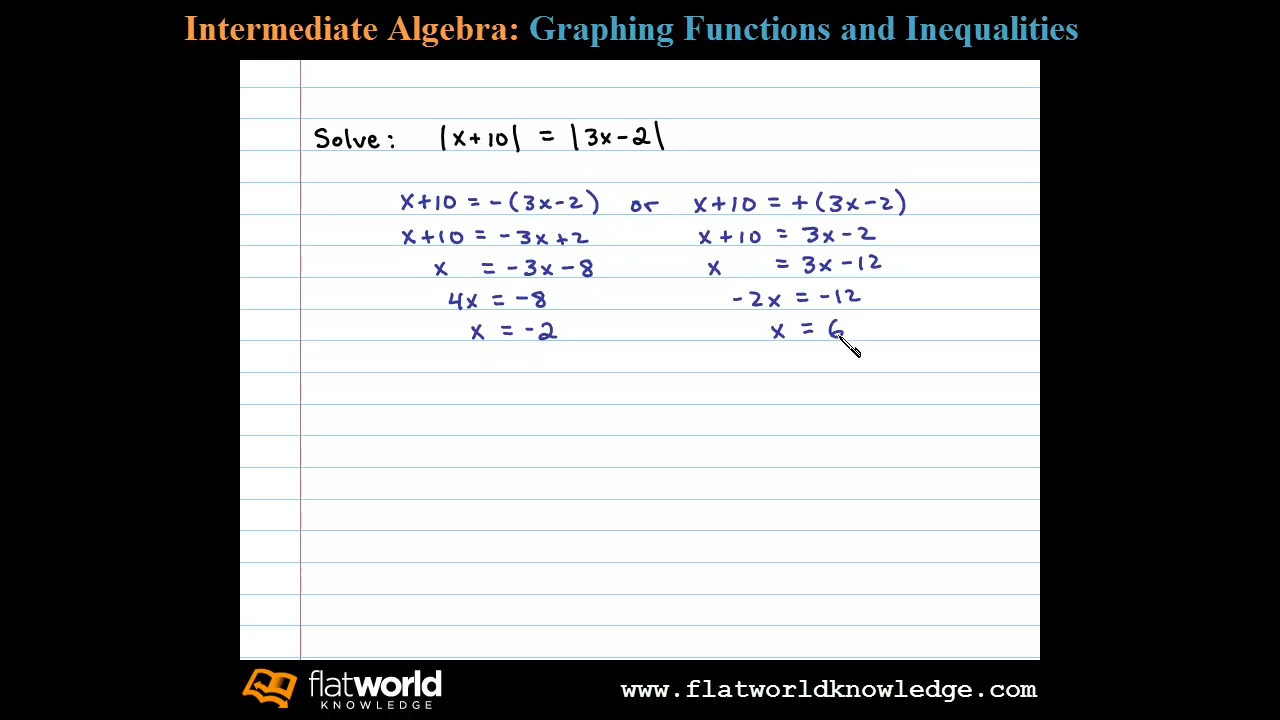 Intermediate Algebra: Graphing Functions and Inequalities
Solve: |x+10| = |3x-2|
x+10 = -(3x-2) or x+10 = +(3x-2)
x+10 = -3x+2 x+10 = 3x-2
x = -3x-8 x = 3x-12
4x = -8 -2x = -12
x = -2 x = 6
flatworld
KNOWLEDGE
www.flatworldknowledge.com